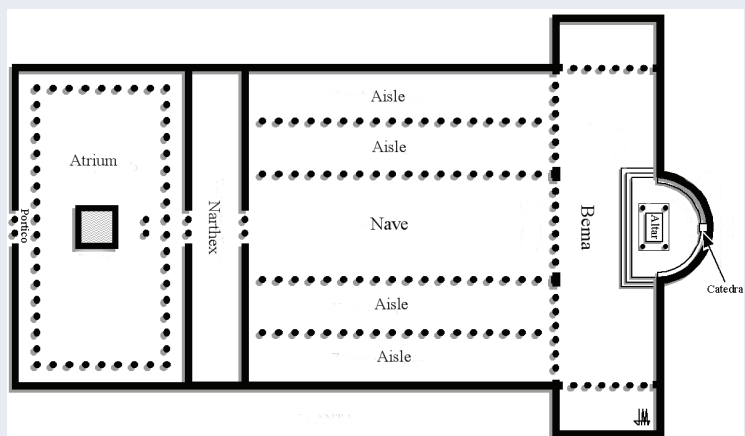 Aisle
Aisle
Atrium
Portico
Narthex
Nave
Bema
Altar
Catedra
Aisle
Aisle